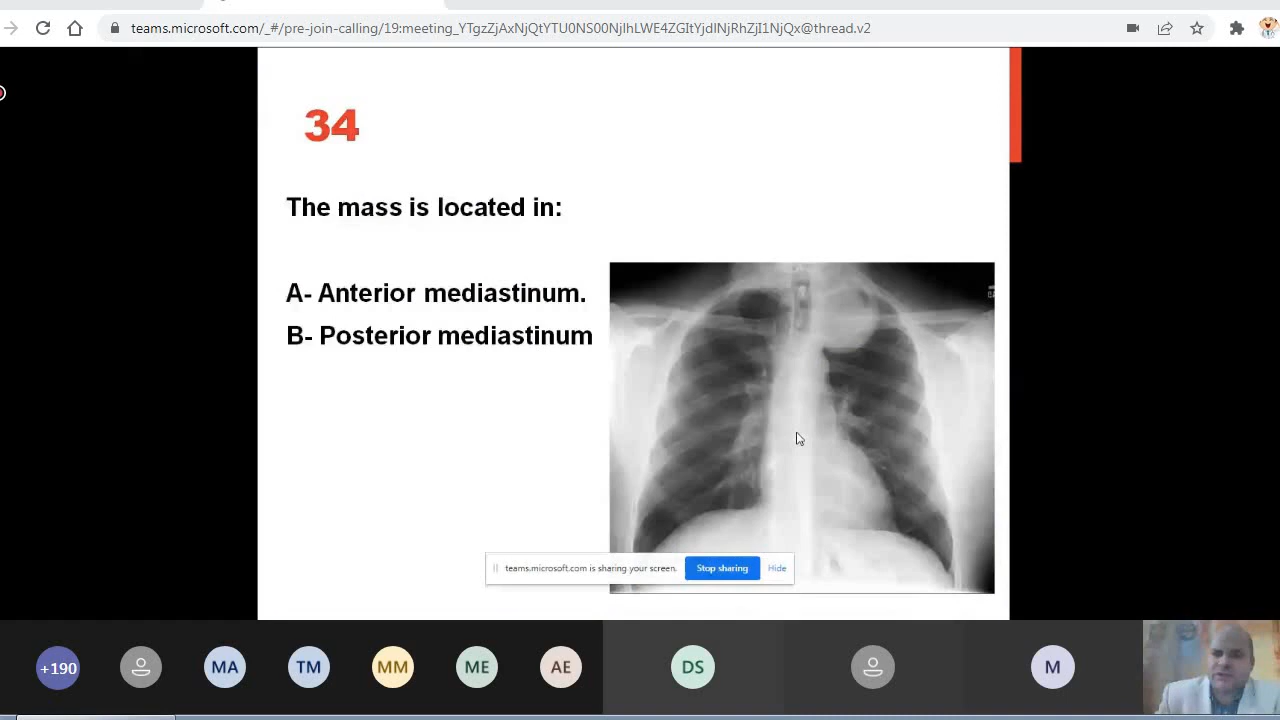 teams.microsoft.com/_#/pre-join-calling/19:meeting_YTgzZjAxNjQtYTU0NS00NjIhLWE4ZGItYjdlNjRhZjI1NjQx@thread.v2
34
The mass is located in:
A- Anterior mediastinum.
B- Posterior mediastinum
teams.microsoft.com is sharing your screen.
Stop sharing
Hide
+190
MA
TM
MM
ME
AE
DS
M